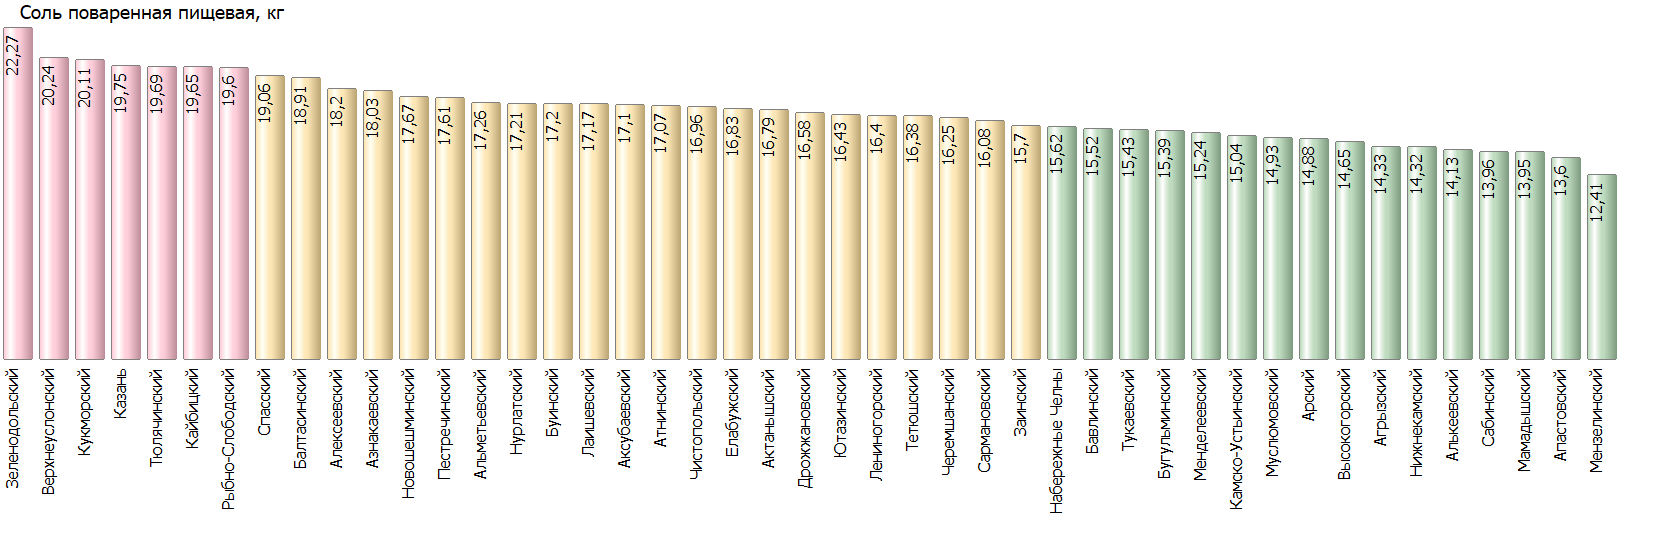 Соль поваренная пищевая, кг
22,27
20,24
20,11
19,75
19,69
19,65
19,6
19,06
18,91
18,2
18,03
17,67
17,61
17,26
17,21
17,2
17,17
17,1
17,07
16,96
16,83
16,79
16,58
16,43
16,4
16,38
16,25
16,08
15,7
15,62
15,52
15,43
15,39
15,24
15,04
14,93
14,88
14,65
14,33
14,32
14,13
13,96
13,95
13,6
12,41
Зеленодольский
Верхнеуслонский
Кукморский
Казань
Тюлячинский
Кайбицкий
Рыбно-Слободский
Спасский
Балтасинский
Алексеевский
Азнакаевский
Новошешминский
Пестречинский
Альметьевский
Нурлатский
Буинский
Лаишевский
Аксубаевский
Атнинский
Чистопольский
Елабужский
Актанышский
Дрожжановский
Ютазинский
Лениногорский
Тетюшский
Черемшанский
Сармановский
Заинский
Набережные Челны
Бавлинский
Тукаевский
Бугульминский
Менделеевский
Камско-Устьинский
Муслюмовский
Арский
Высокогорский
Агрызский
Нижнекамский
Алькеевский
Сабинский
Мамадышский
Апастовский
Мензелинский